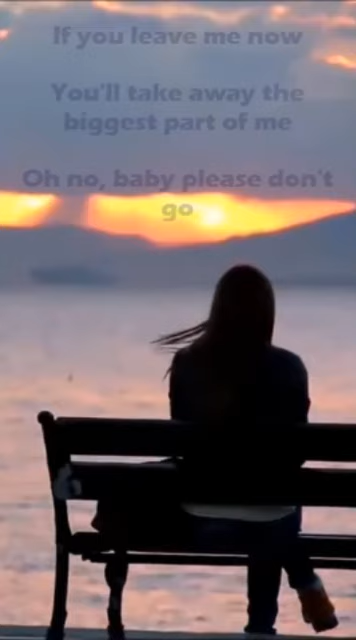 If you leave me now
You'll take away the
biggest part of me
Oh no, baby please don't
go